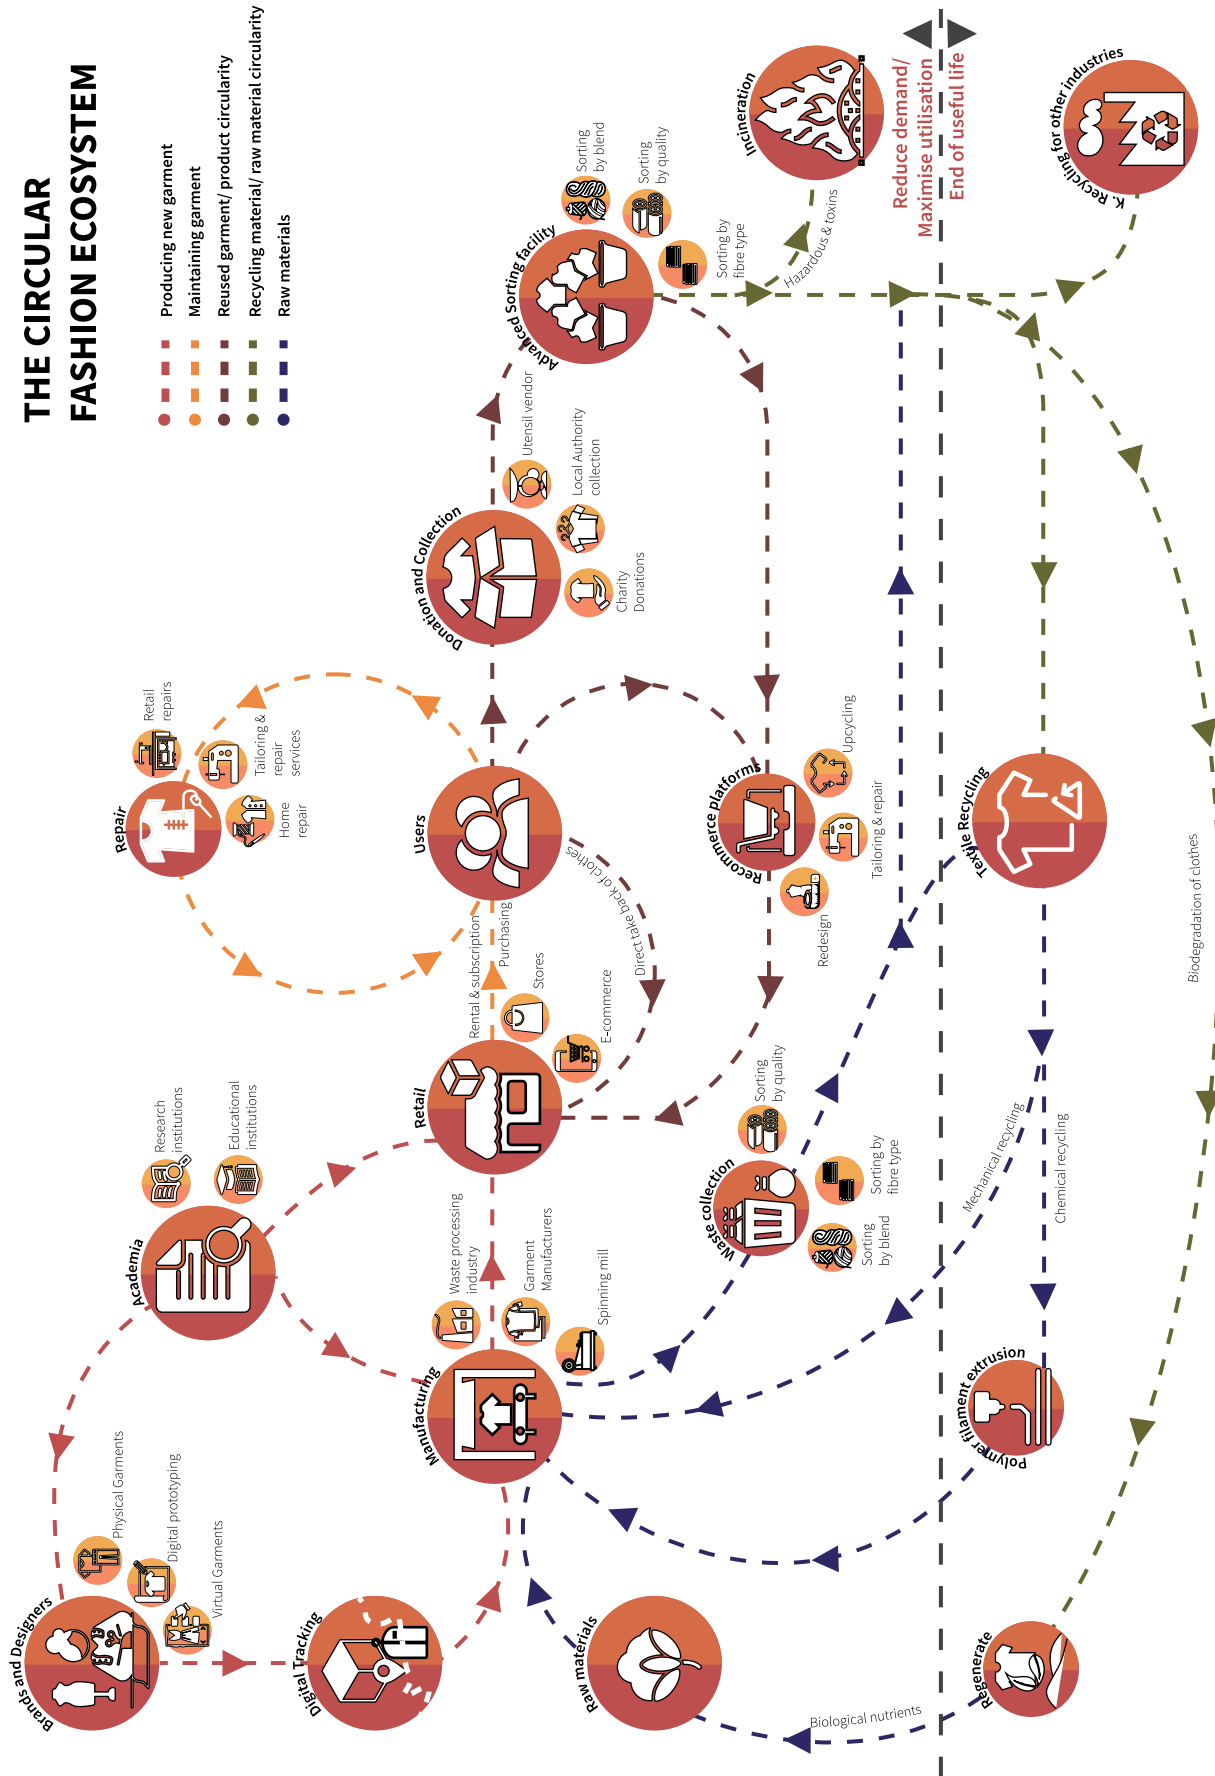 THE CIRCULAR
FASHION ECOSYSTEM
Producing new garment
Maintaining garment
Reused garment/ product circularity
Recycling material/ raw material circularity
Raw materials
Brands and Designers
Physical Garments
Digital prototyping
Virtual Garments
Digital Tracking
Academia
Research
institutions
Educational
institutions
Repair
Retail
repairs
Tailoring &
repair
services
Home
repair
Manufacturing
Waste processing
industry
Garment
Manufacturers
Spinning mill
Retail
Rental & subscription
Purchasing
Stores
E-commerce
Users
Direct take back of clothes
Donation and Collection
Utensil vendor
Local Authority
collection
Charity
Donations
Advanced Sorting facility
Sorting
by blend
Sorting
by quality
Sorting by
fibre type
Hazardous & toxins
Incineration
Raw materials
Waste collection
Sorting
by quality
Sorting by
fibre type
Sorting
by blend
Recommerce platforms
Upcycling
Tailoring & repair
Redesign
Reduce demand/
Maximise utilisation
End of useful life
Biological nutrients
Regenerate
Polymer filament extrusion
Mechanical recycling
Chemical recycling
Textile Recycling
K. Recycling for other industries
Biodegradation of clothes